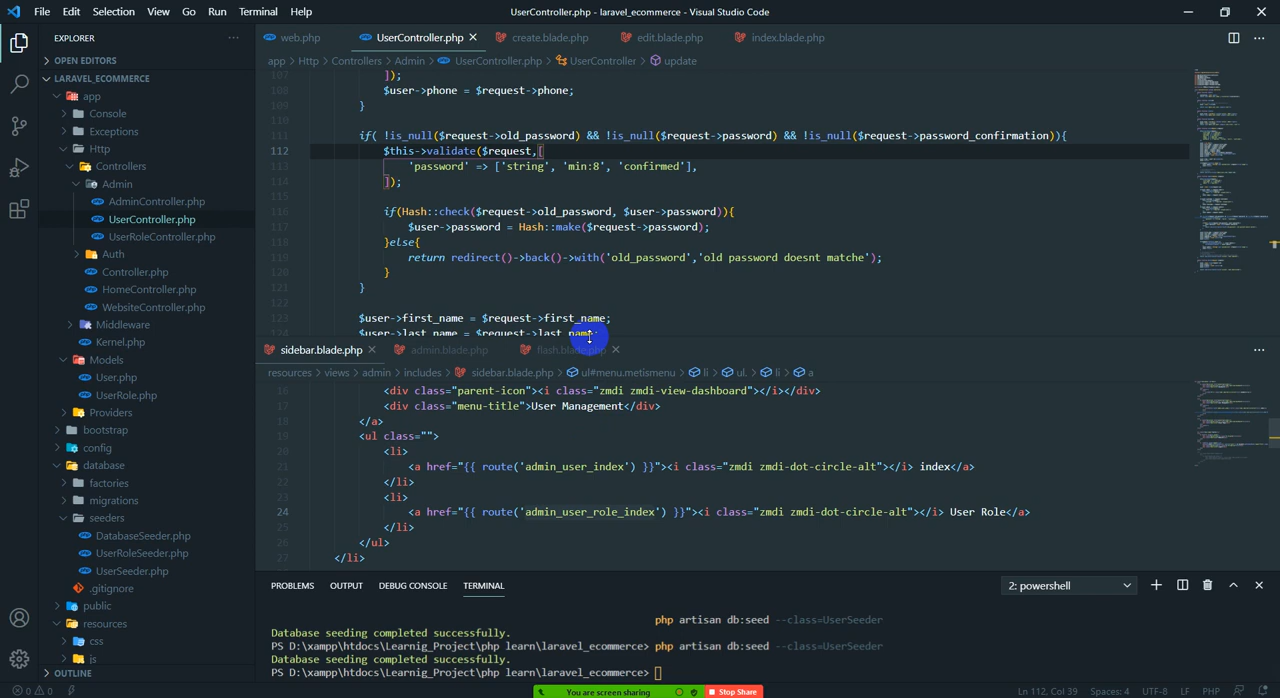 File Edit Selection View Go Run Terminal Help UserController.php - laravel_ecommerce - Visual Studio Code
EXPLORER
OPEN EDITORS
LARAVEL_ECOMMERCE
app
Console
Exceptions
Http
Controllers
Admin
AdminController.php
UserController.php
UserRoleController.php
Auth
Controller.php
HomeController.php
WebsiteController.php
Middleware
Kernel.php
Models
User.php
UserRole.php
Providers
bootstrap
config
database
factories
migrations
seeders
DatabaseSeeder.php
UserRoleSeeder.php
UserSeeder.php
.gitignore
public
resources
css
js
OUTLINE
web.php UserController.php create.blade.php edit.blade.php index.blade.php
app > Http > Controllers > Admin > UserController.php > UserController > update
107 ]);
108 $user->phone = $request->phone;
109 }
110
111 if( !is_null($request->old_password) && !is_null($request->password) && !is_null($request->password_confirmation)){
112 $this->validate($request,[
113 'password' => ['string', 'min:8', 'confirmed'],
114 ]);
115
116 if(Hash::check($request->old_password, $user->password)){
117 $user->password = Hash::make($request->password);
118 }else{
119 return redirect()->back()->with('old_password','old password doesnt matche');
120 }
121 }
122
123 $user->first_name = $request->first_name;
124 $user->last_name = $request->last_name;
sidebar.blade.php admin.blade.php flash.blade.php
resources > views > admin > includes > sidebar.blade.php > ul#menu.metismenu > li > ul. > li > a
16 <div class="parent-icon"><i class="zmdi zmdi-view-dashboard"></i></div>
17 <div class="menu-title">User Management</div>
18 </a>
19 <ul class="">
20 <li>
21 <a href="{{ route('admin_user_index') }}"><i class="zmdi zmdi-dot-circle-alt"></i> index</a>
22 </li>
23 <li>
24 <a href="{{ route('admin_user_role_index') }}"><i class="zmdi zmdi-dot-circle-alt"></i> User Role</a>
25 </li>
26 </ul>
27 </li>
PROBLEMS OUTPUT DEBUG CONSOLE TERMINAL 2: powershell
php artisan db:seed --class=UserSeeder
Database seeding completed successfully.
PS D:\xampp\htdocs\Learnig_Project\php learn\laravel_ecommerce> php artisan db:seed --class=UserSeeder
Database seeding completed successfully.
PS D:\xampp\htdocs\Learnig_Project\php learn\laravel_ecommerce>
0 0 You are screen sharing Stop Share Ln 112, Col 39 Spaces: 4 UTF-8 LF PHP